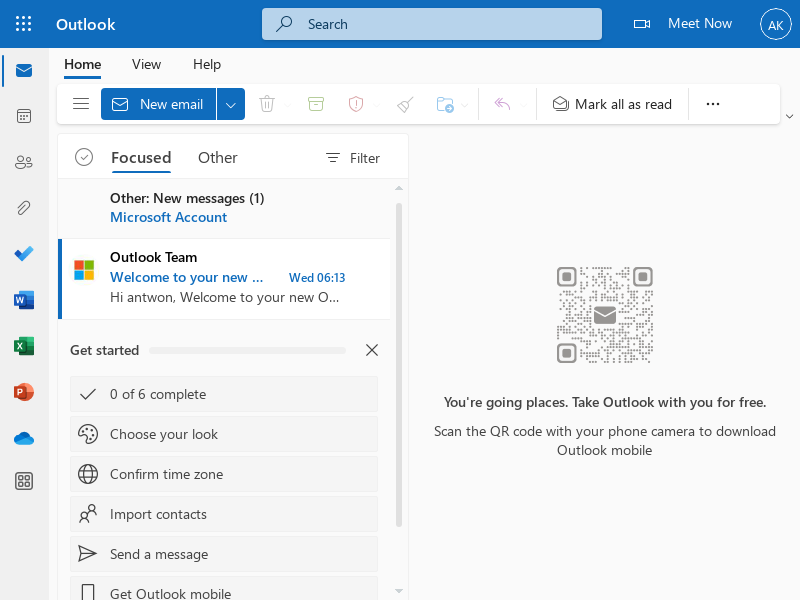 Outlook
Search
Meet Now
AK
Home
View
Help
New email
Mark all as read
Focused
Other
Filter
Other: New messages (1)
Microsoft Account
Outlook Team
Welcome to your new ...
Wed 06:13
Hi antwon, Welcome to your new O...
Get started
0 of 6 complete
Choose your look
Confirm time zone
Import contacts
Send a message
Get Outlook mobile
You're going places. Take Outlook with you for free.
Scan the QR code with your phone camera to download
Outlook mobile